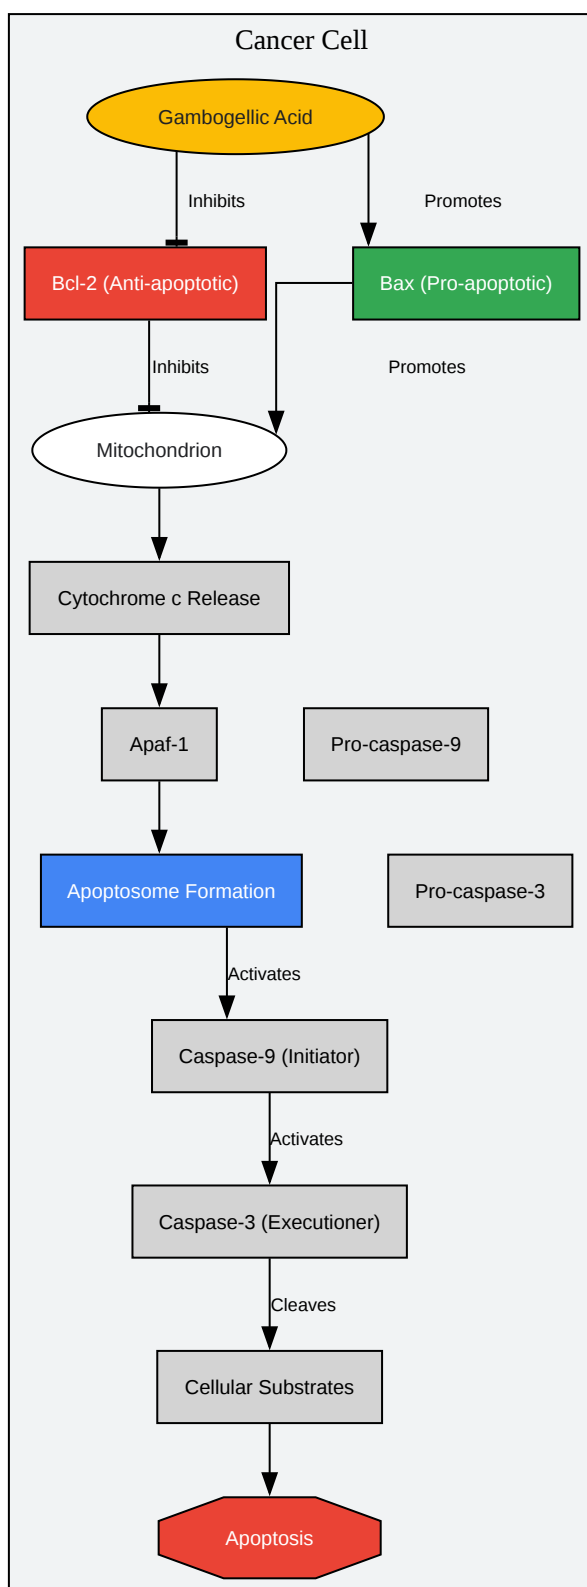 Cancer Cell
Gambogellic Acid
Inhibits
Promotes
Bcl-2 (Anti-apoptotic)
Bax (Pro-apoptotic)
Inhibits
Promotes
Mitochondrion
Cytochrome c Release
Apaf-1
Pro-caspase-9
Apoptosome Formation
Pro-caspase-3
Activates
Caspase-9 (Initiator)
Activates
Caspase-3 (Executioner)
Cleaves
Cellular Substrates
Apoptosis